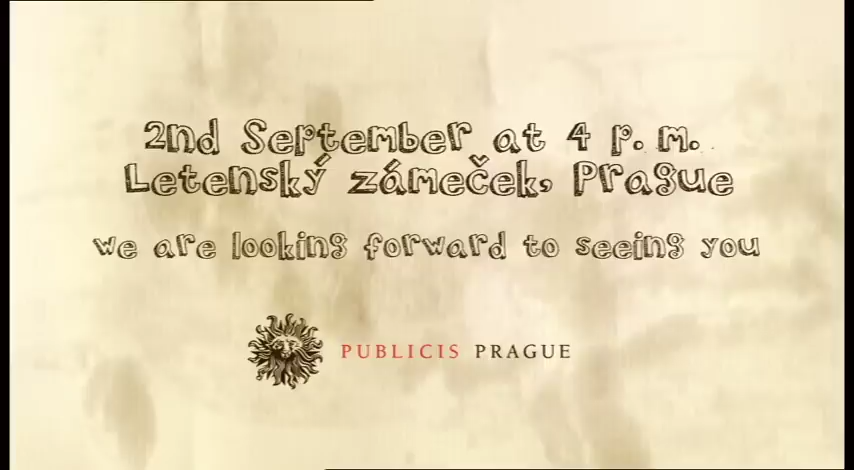 2nd September at 4 p.m.
Letenský zámeček, Prague
we are looking forward to seeing you
PUBLICIS PRAGUE